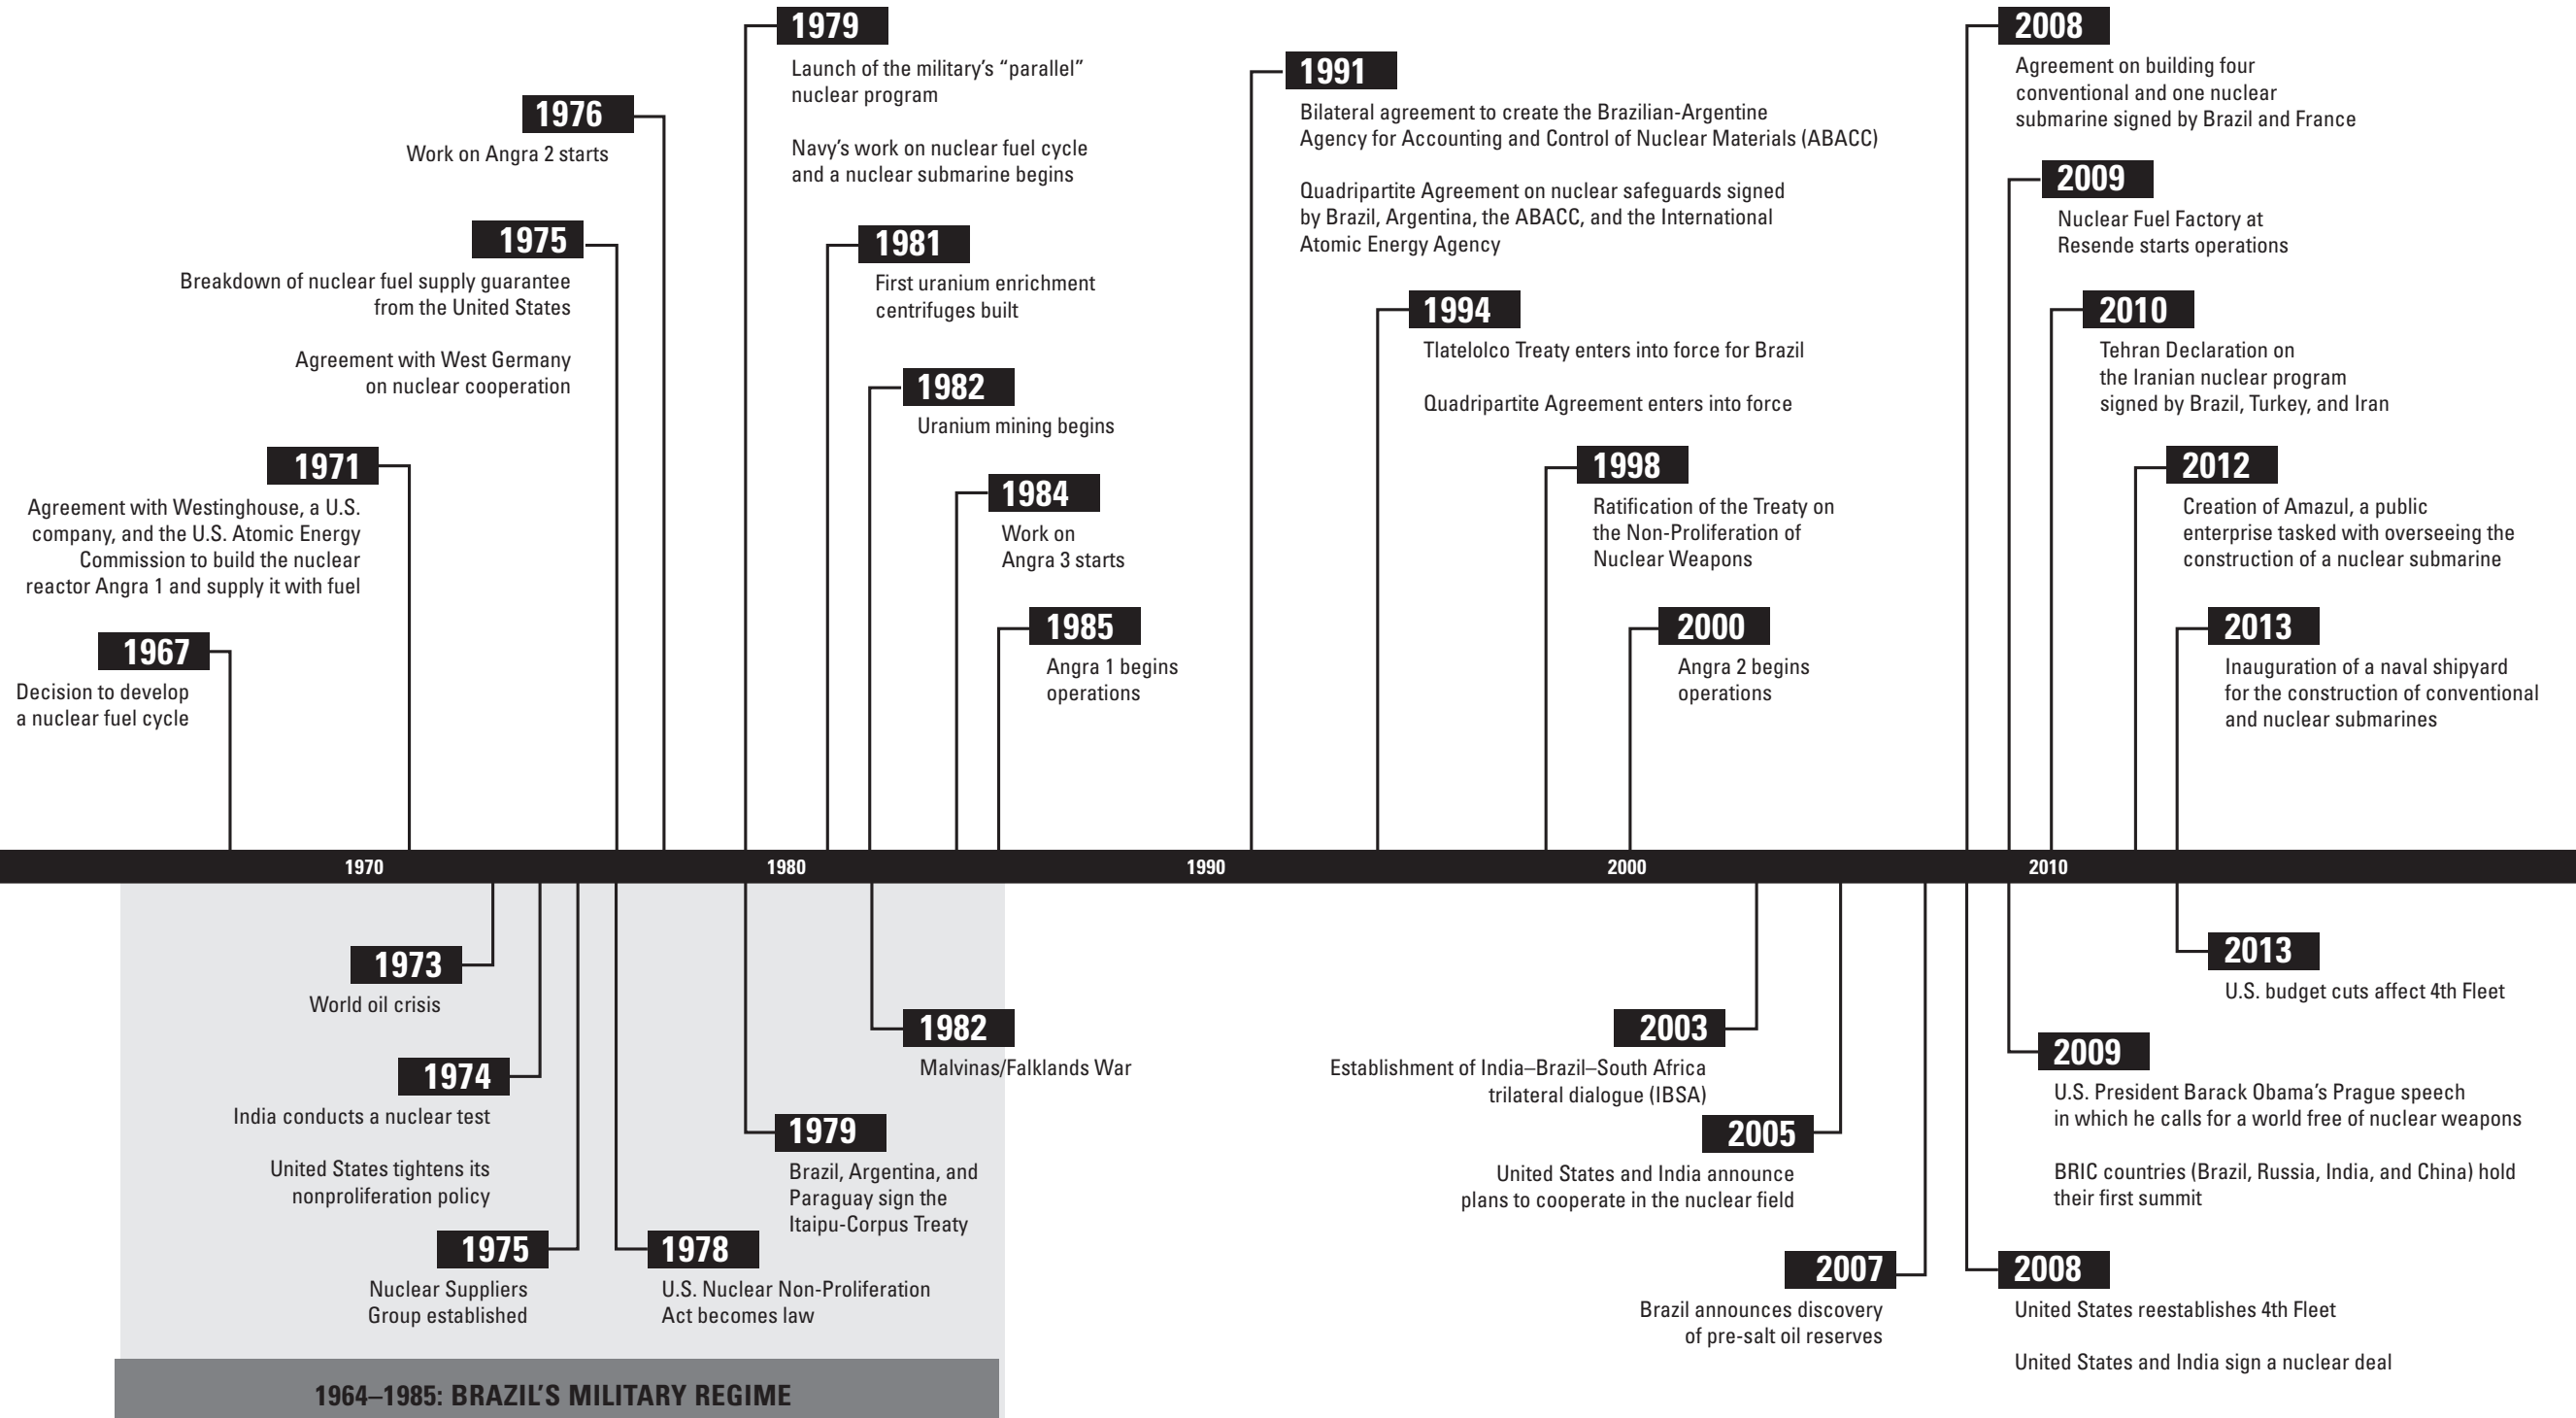 1967
Decision to develop
a nuclear fuel cycle
1971
Agreement with Westinghouse, a U.S.
company, and the U.S. Atomic Energy
Commission to build the nuclear
reactor Angra 1 and supply it with fuel
1975
Breakdown of nuclear fuel supply guarantee
from the United States
Agreement with West Germany
on nuclear cooperation
1976
Work on Angra 2 starts
1979
Launch of the military’s “parallel”
nuclear program
Navy’s work on nuclear fuel cycle
and a nuclear submarine begins
1981
First uranium enrichment
centrifuges built
1982
Uranium mining begins
1984
Work on
Angra 3 starts
1985
Angra 1 begins
operations
1991
Bilateral agreement to create the Brazilian-Argentine
Agency for Accounting and Control of Nuclear Materials (ABACC)
Quadripartite Agreement on nuclear safeguards signed
by Brazil, Argentina, the ABACC, and the International
Atomic Energy Agency
1994
Tlatelolco Treaty enters into force for Brazil
Quadripartite Agreement enters into force
1998
Ratification of the Treaty on
the Non-Proliferation of
Nuclear Weapons
2000
Angra 2 begins
operations
2008
Agreement on building four
conventional and one nuclear
submarine signed by Brazil and France
2009
Nuclear Fuel Factory at
Resende starts operations
2010
Tehran Declaration on
the Iranian nuclear program
signed by Brazil, Turkey, and Iran
2012
Creation of Amazul, a public
enterprise tasked with overseeing the
construction of a nuclear submarine
2013
Inauguration of a naval shipyard
for the construction of conventional
and nuclear submarines
1970
1980
1990
2000
2010
1973
World oil crisis
1974
India conducts a nuclear test
United States tightens its
nonproliferation policy
1975
Nuclear Suppliers
Group established
1978
U.S. Nuclear Non-Proliferation
Act becomes law
1979
Brazil, Argentina, and
Paraguay sign the
Itaipu-Corpus Treaty
1982
Malvinas/Falklands War
2003
Establishment of India–Brazil–South Africa
trilateral dialogue (IBSA)
2005
United States and India announce
plans to cooperate in the nuclear field
2007
Brazil announces discovery
of pre-salt oil reserves
2008
United States reestablishes 4th Fleet
United States and India sign a nuclear deal
2009
U.S. President Barack Obama’s Prague speech
in which he calls for a world free of nuclear weapons
BRIC countries (Brazil, Russia, India, and China) hold
their first summit
2013
U.S. budget cuts affect 4th Fleet
1964–1985: BRAZIL’S MILITARY REGIME